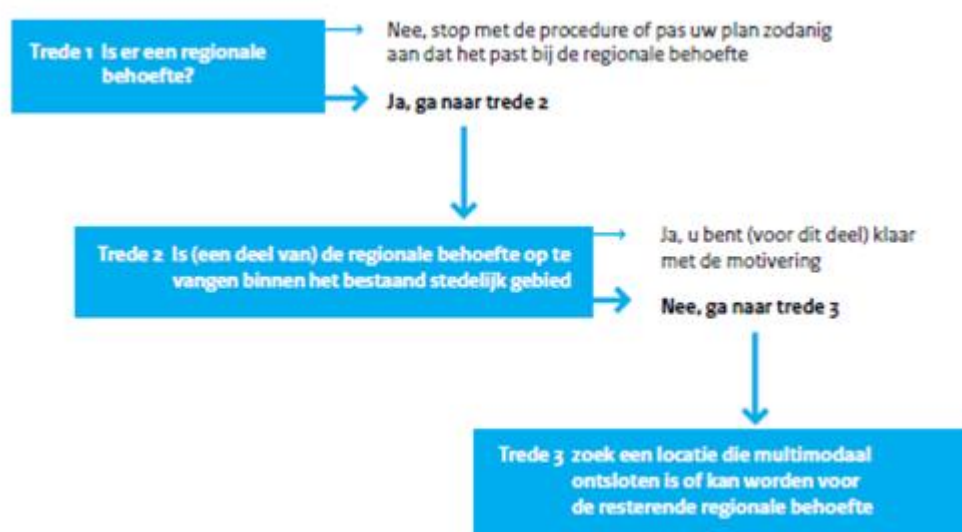 Trede 1 Is er een regionale
behoefte?
Nee, stop met de procedure of pas uw plan zodanig
aan dat het past bij de regionale behoefte
Ja, ga naar trede 2
Trede 2 Is (een deel van) de regionale behoefte op te
vangen binnen het bestaand stedelijk gebied
Ja, u bent (voor dit deel) klaar
met de motivering
Nee, ga naar trede 3
Trede 3 zoek een locatie die multimodaal
ontsloten is of kan worden voor
de resterende regionale behoefte